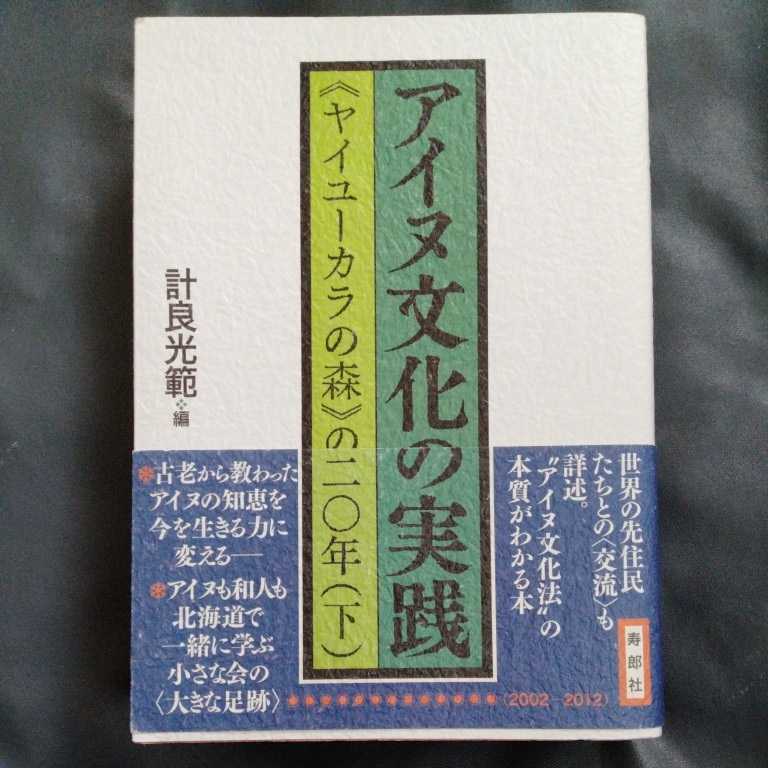 アイヌ文化の実践
《ヤイユーカラの森》の二〇年(下)
計良光範❖編
世界の先住民
たちとの〈交流〉も
詳述。
“アイヌ文化法”の
本質がわかる本
寿郎社
❇古老から教わった
アイヌの知恵を
今を生きる力に
変える──
❇アイヌも和人も
北海道で
一緒に学ぶ
小さな会の
〈大きな足跡〉
(2002–2012)